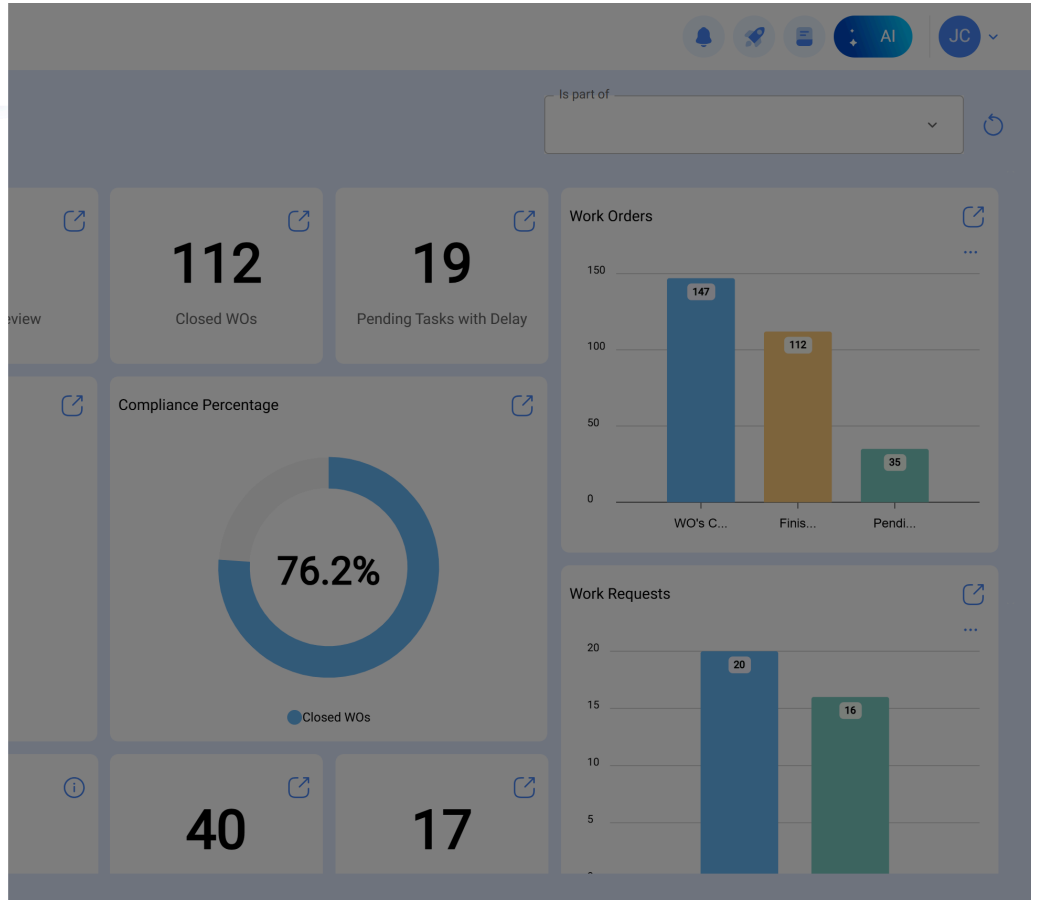 AI
JC
Is part of
112
19
eview
Closed WOs
Pending Tasks with Delay
Work Orders
150
100
50
0
147
112
35
WO's C...
Finis...
Pendi...
Compliance Percentage
76.2%
Closed WOs
Work Requests
20
15
10
5
20
16
40
17